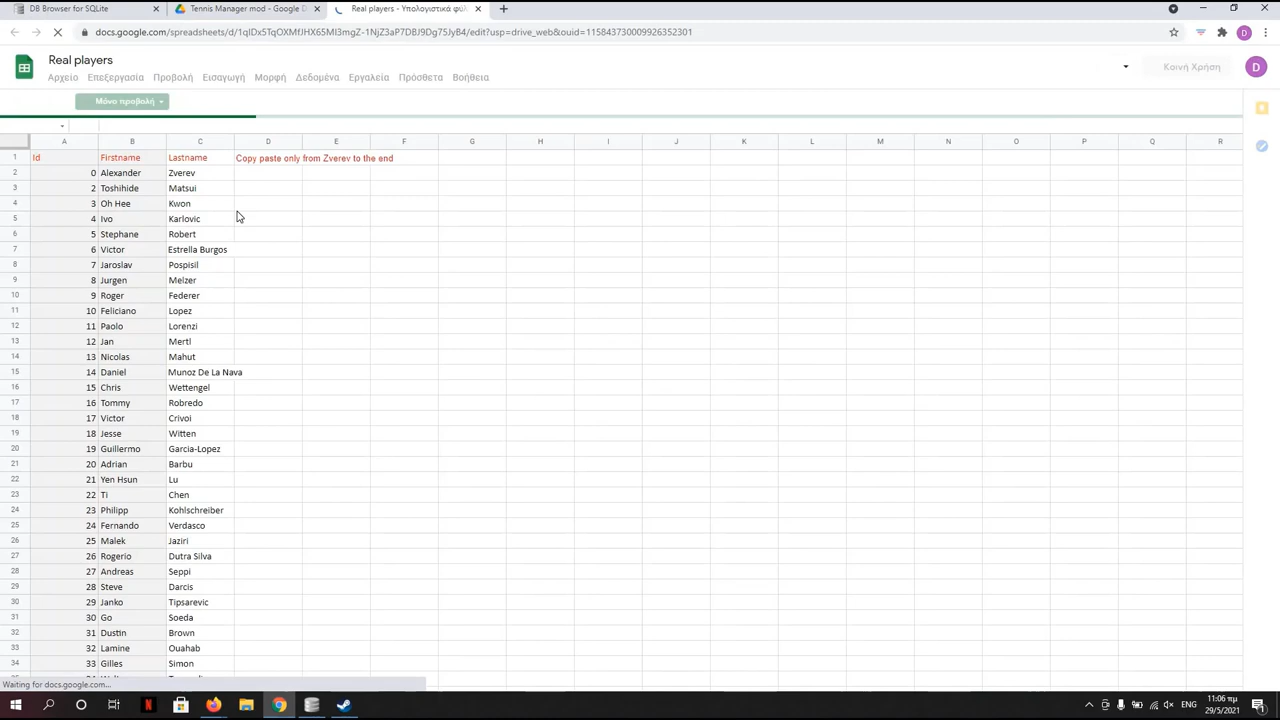 DB Browser for SQLite
Tennis Manager mod - Google D
Real players - Υπολογιστικά φύλ
docs.google.com/spreadsheets/d/1qIDx5TqOXMfJHX65MI3mgZ-1NjZ3aP7DBJ9Dg75JyB4/edit?usp=drive_web&ouid=115843730009926352301
D
Real players
Αρχείο Επεξεργασία Προβολή Εισαγωγή Μορφή Δεδομένα Εργαλεία Πρόσθετα Βοήθεια
Κοινή Χρήση
D
Μόνο προβολή
A B C D E F G H I J K L M N O P Q R
1 Id Firstname Lastname Copy paste only from Zverev to the end
2 0 Alexander Zverev
3 2 Toshihide Matsui
4 3 Oh Hee Kwon
5 4 Ivo Karlovic
6 5 Stephane Robert
7 6 Victor Estrella Burgos
8 7 Jaroslav Pospisil
9 8 Jurgen Melzer
10 9 Roger Federer
11 10 Feliciano Lopez
12 11 Paolo Lorenzi
13 12 Jan Mertl
14 13 Nicolas Mahut
15 14 Daniel Munoz De La Nava
16 15 Chris Wettengel
17 16 Tommy Robredo
18 17 Victor Crivoi
19 18 Jesse Witten
20 19 Guillermo Garcia-Lopez
21 20 Adrian Barbu
22 21 Yen Hsun Lu
23 22 Ti Chen
24 23 Philipp Kohlschreiber
25 24 Fernando Verdasco
26 25 Malek Jaziri
27 26 Rogerio Dutra Silva
28 27 Andreas Seppi
29 28 Steve Darcis
30 29 Janko Tipsarevic
31 30 Go Soeda
32 31 Dustin Brown
33 32 Lamine Ouahab
34 33 Gilles Simon
Waiting for docs.google.com...
ΕΝG
11:06 πμ
29/5/2021